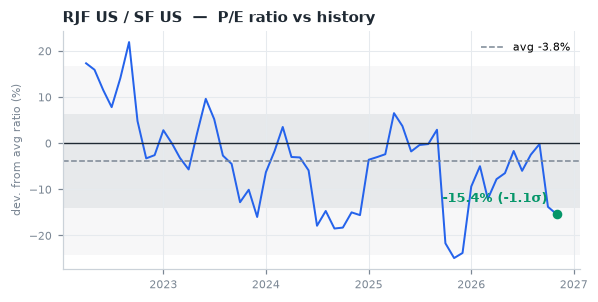 RJF US / SF US — P/E ratio vs history
avg -3.8%
dev. from avg ratio (%)
20
10
0
−10
−20
-15.4% (-1.1σ)
2023 2024 2025 2026 2027